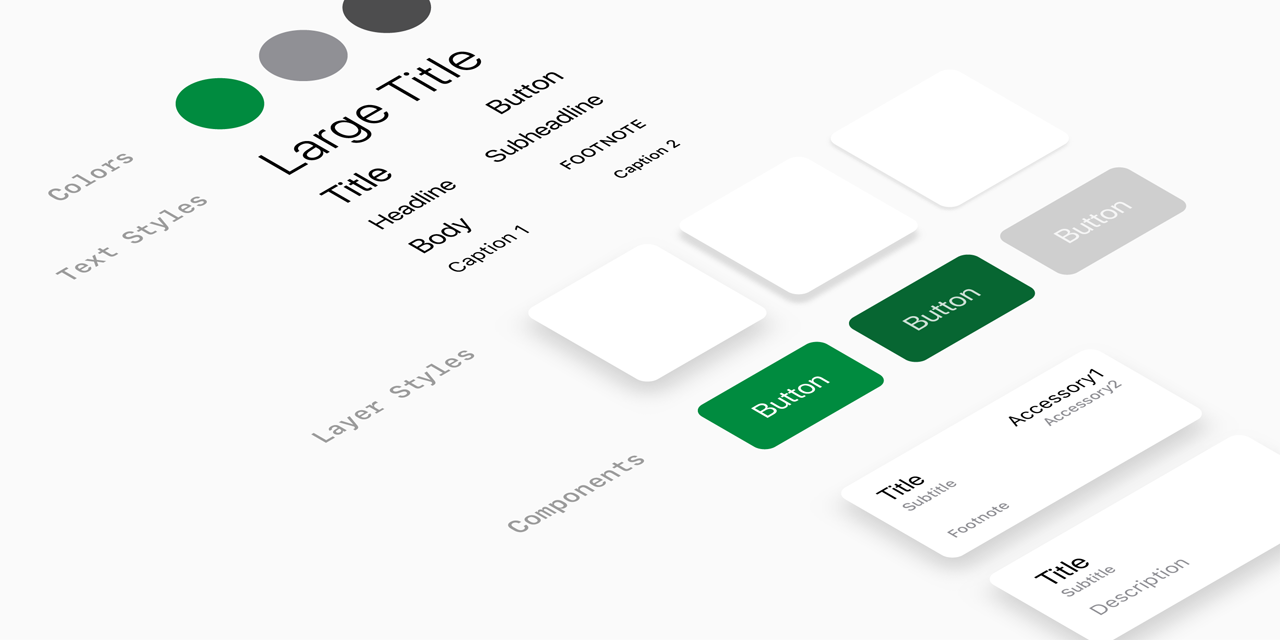 Colors
Text Styles
Large Title
Title
Headline
Body
Caption 1
Button
Subheadline
FOOTNOTE
Caption 2
Layer Styles
Components
Button
Button
Button
Title
Subtitle
Footnote
Accessory1
Accessory2
Title
Subtitle
Description